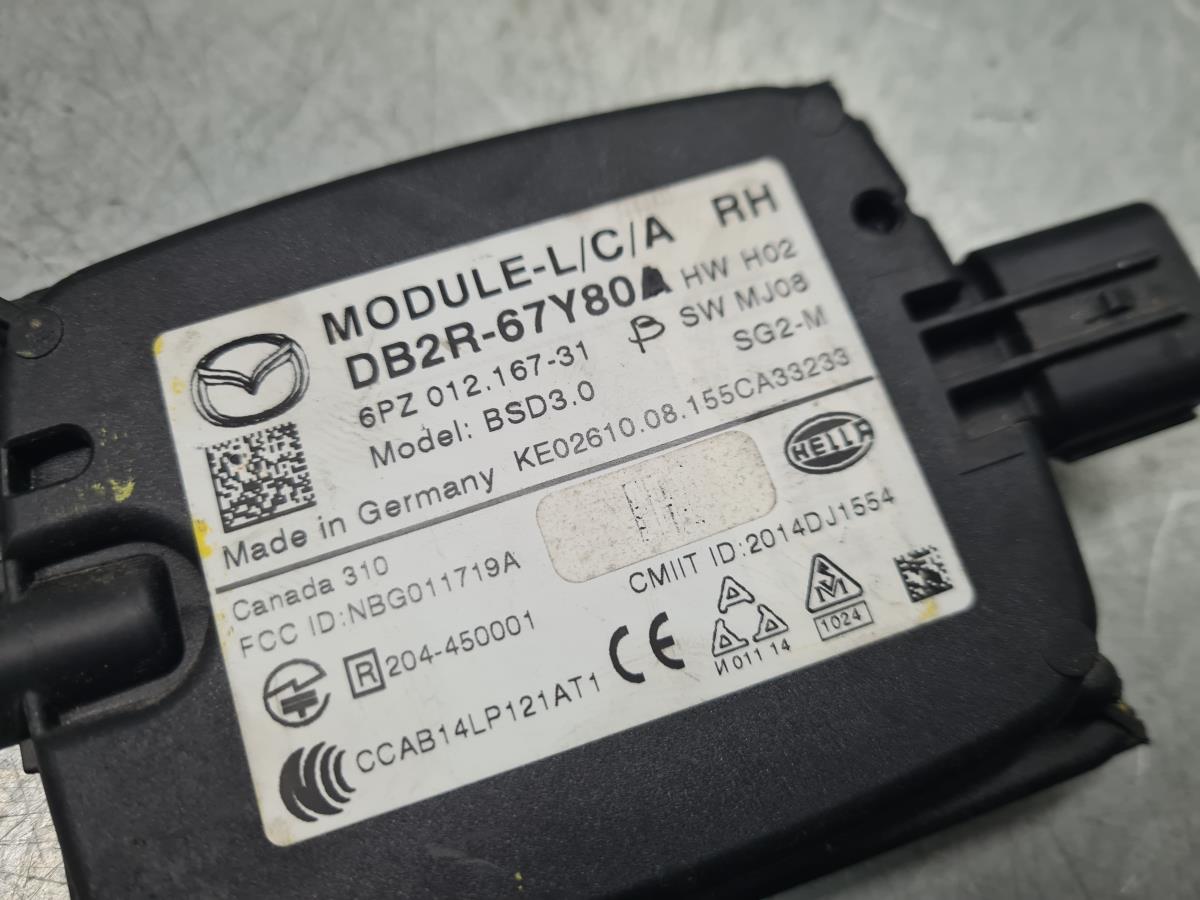 MODULE-L/C/A RH
DB2R-67Y80A HW H02
6PZ 012.167-31 β SW MJ08
Model: BSD3.0 SG2-M
Made in Germany KE02610.08.155CA33233
HELLA
Canada 310
FCC ID:NBG011719A CMIIT ID:2014DJ1554
R 204-450001 CE
И 011 14
1024
CCAB14LP121AT1